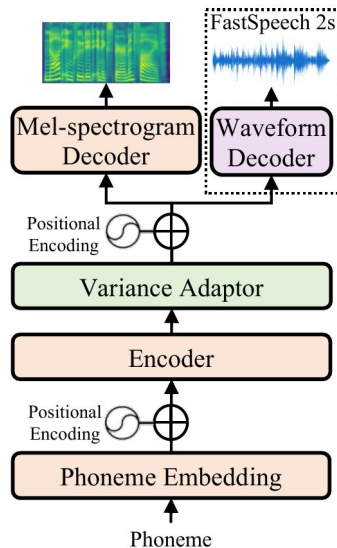 FastSpeech 2s
Mel-spectrogram
Decoder
Waveform
Decoder
Positional
Encoding
Variance Adaptor
Encoder
Positional
Encoding
Phoneme Embedding
Phoneme